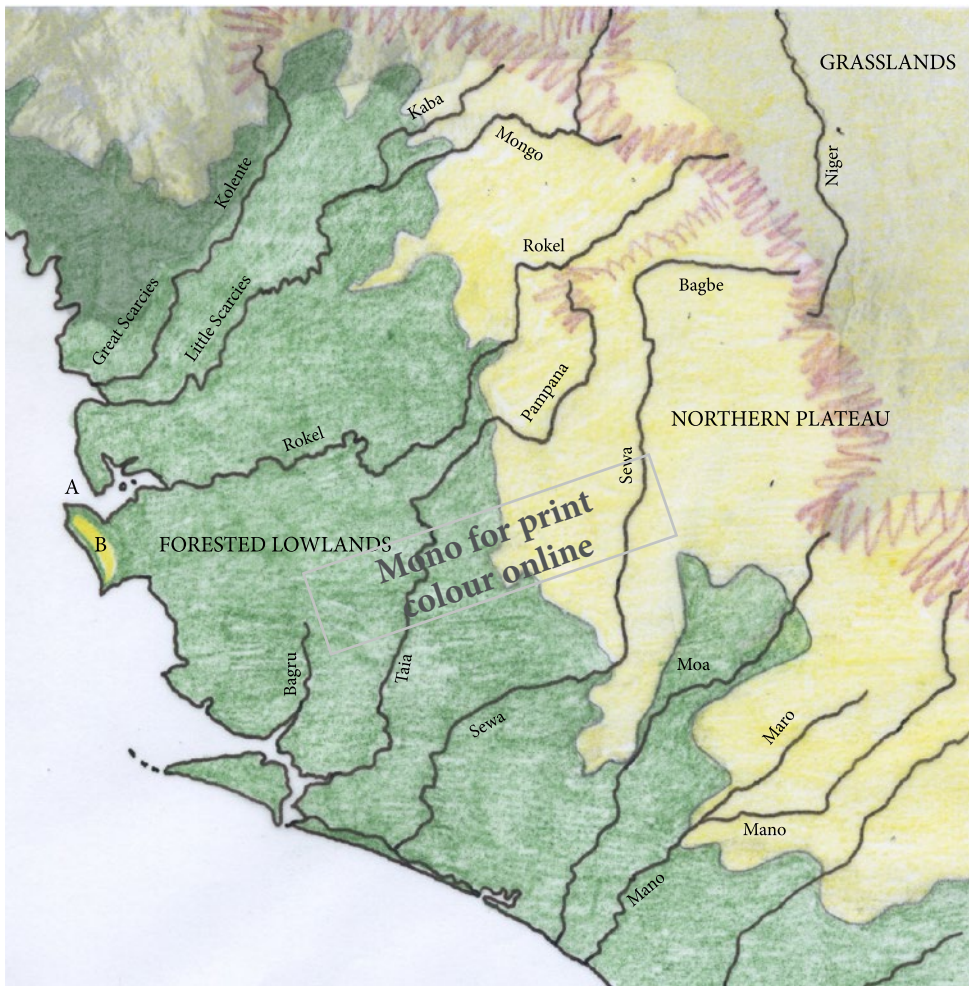 GRASSLANDS
Kaba
Mongo
Niger
Kolente
Rokel
Bagbe
Great Scarcies
Little Scarcies
Pampana
NORTHERN PLATEAU
Rokel
Sewa
A
B
FORESTED LOWLANDS
Mono for print
colour online
Bagru
Taia
Moa
Sewa
Maro
Mano
Mano